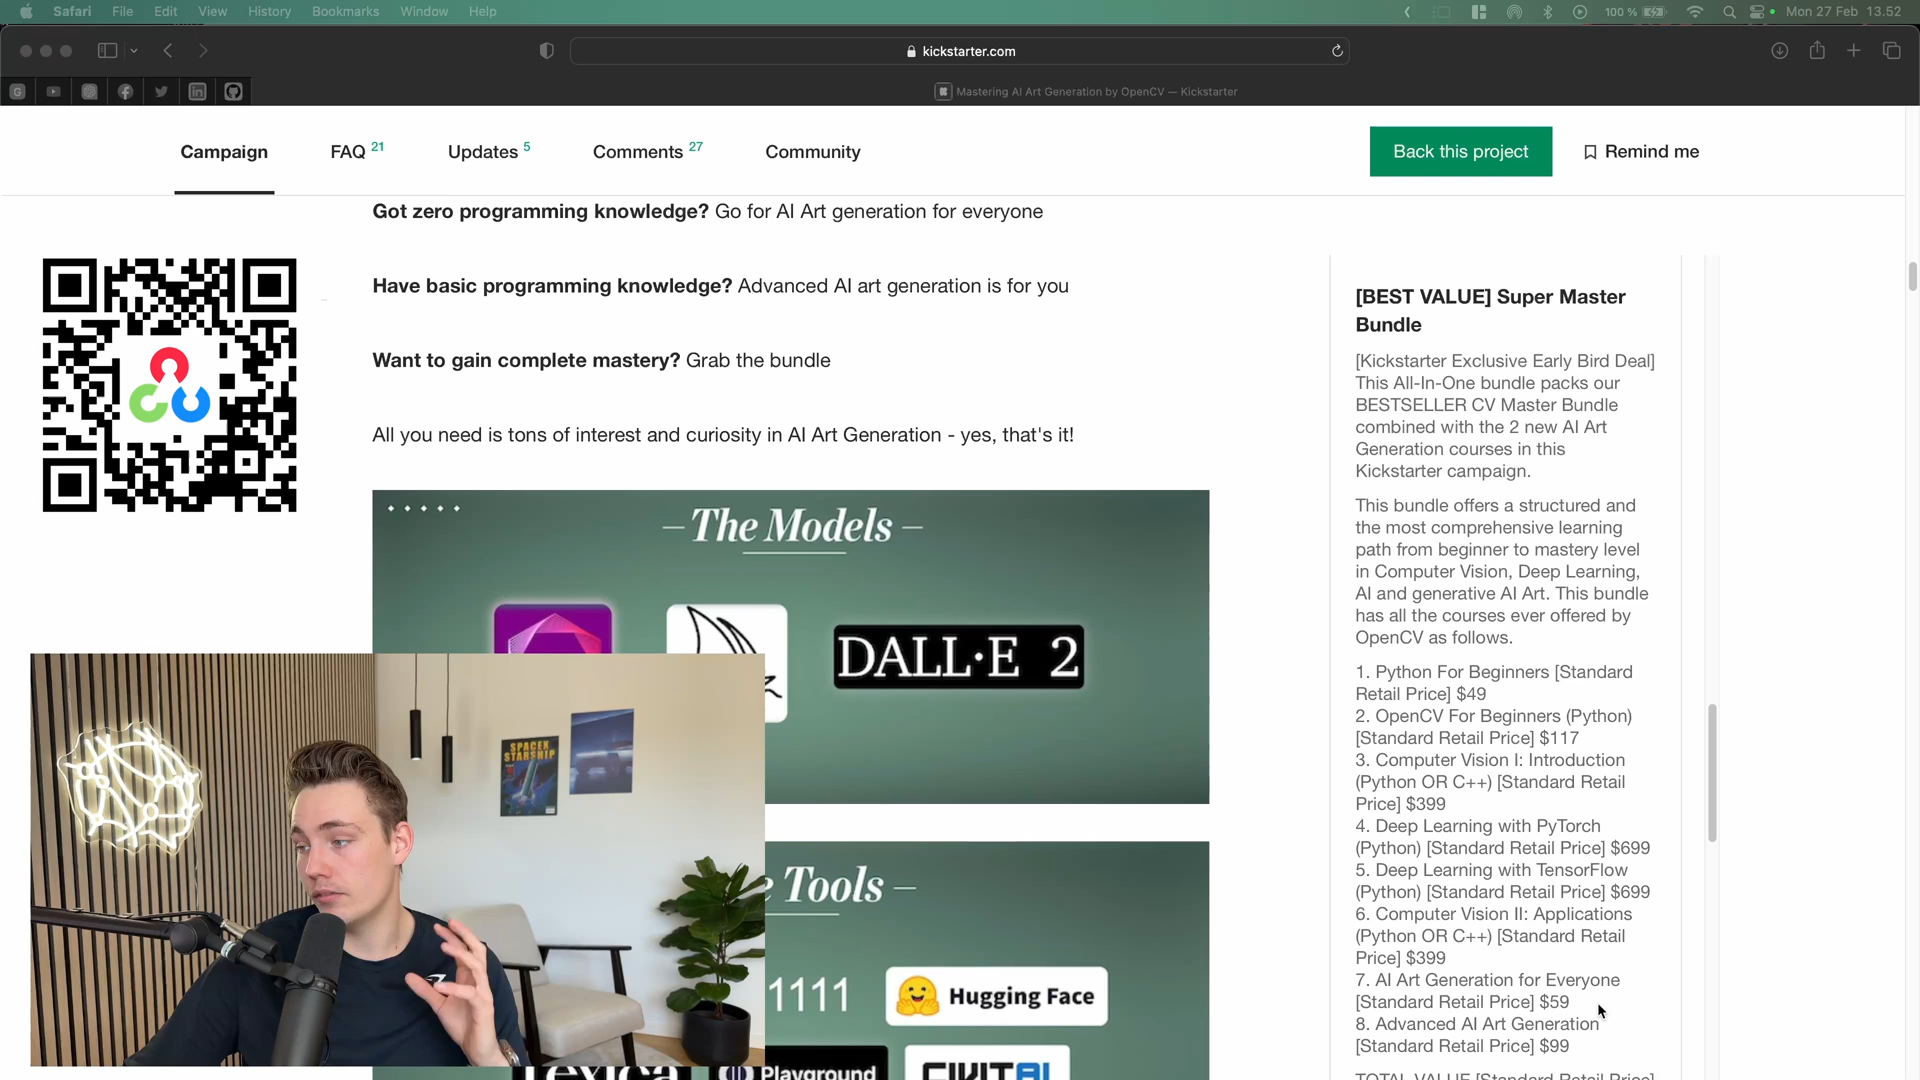 Safari File Edit View History Bookmarks Window Help
100 % Mon 27 Feb 13.52
kickstarter.com
Mastering AI Art Generation by OpenCV — Kickstarter
Campaign FAQ 21 Updates 5 Comments 27 Community
Back this project Remind me
Got zero programming knowledge? Go for AI Art generation for everyone
Have basic programming knowledge? Advanced AI art generation is for you
Want to gain complete mastery? Grab the bundle
All you need is tons of interest and curiosity in AI Art Generation - yes, that's it!
— The Models —
DALL·E 2
SPACEX
STARSHIP
Tools —
1111
Hugging Face
Playground
[BEST VALUE] Super Master
Bundle
[Kickstarter Exclusive Early Bird Deal]
This All-In-One bundle packs our
BESTSELLER CV Master Bundle
combined with the 2 new AI Art
Generation courses in this
Kickstarter campaign.
This bundle offers a structured and
the most comprehensive learning
path from beginner to mastery level
in Computer Vision, Deep Learning,
AI and generative AI Art. This bundle
has all the courses ever offered by
OpenCV as follows.
1. Python For Beginners [Standard
Retail Price] $49
2. OpenCV For Beginners (Python)
[Standard Retail Price] $117
3. Computer Vision I: Introduction
(Python OR C++) [Standard Retail
Price] $399
4. Deep Learning with PyTorch
(Python) [Standard Retail Price] $699
5. Deep Learning with TensorFlow
(Python) [Standard Retail Price] $699
6. Computer Vision II: Applications
(Python OR C++) [Standard Retail
Price] $399
7. AI Art Generation for Everyone
[Standard Retail Price] $59
8. Advanced AI Art Generation
[Standard Retail Price] $99
TOTAL VALUE [Standard Retail Price]